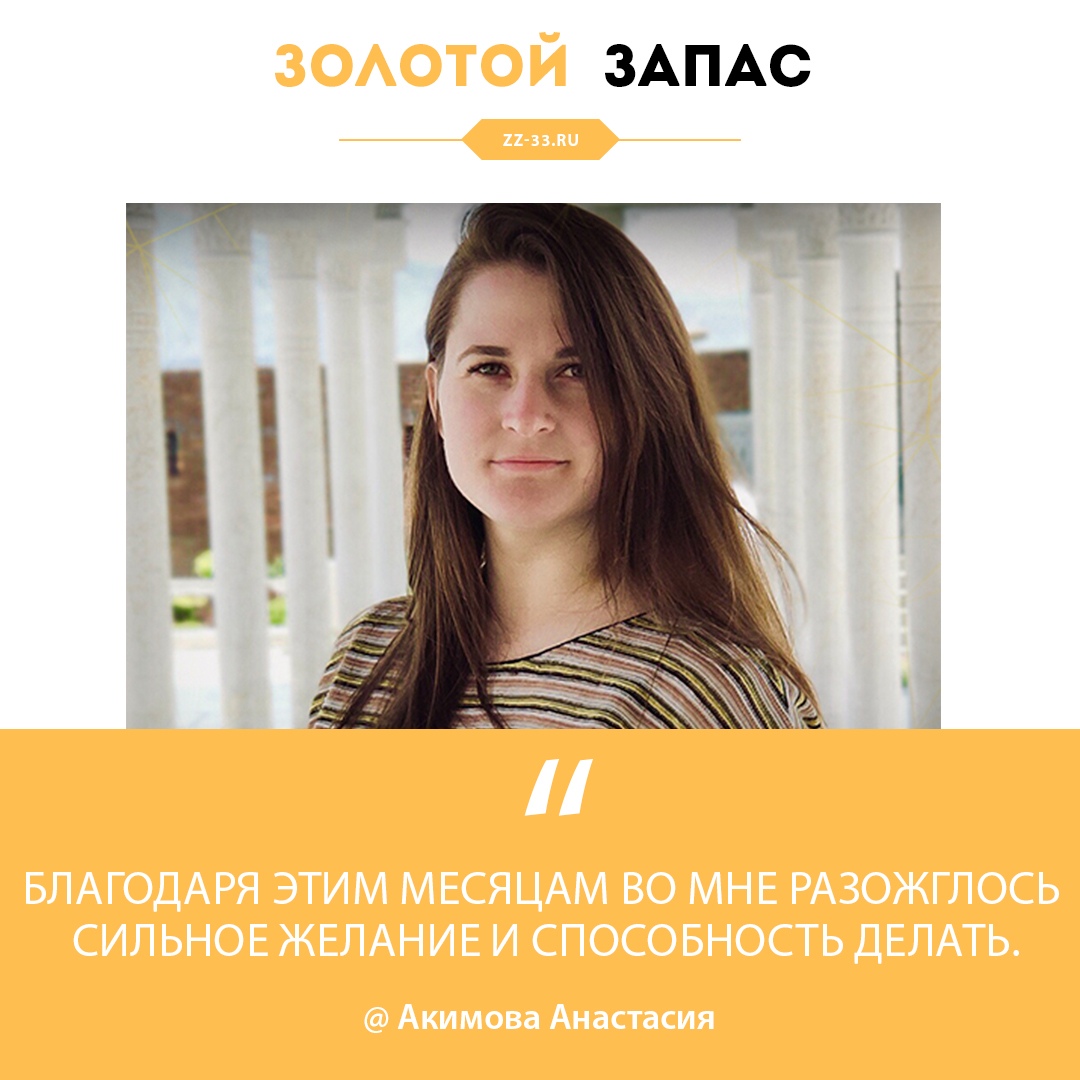 ЗОЛОТОЙ ЗАПАС
ZZ-33.RU
“
БЛАГОДАРЯ ЭТИМ МЕСЯЦАМ ВО МНЕ РАЗОЖГЛОСЬ
СИЛЬНОЕ ЖЕЛАНИЕ И СПОСОБНОСТЬ ДЕЛАТЬ.
@ Акимова Анастасия